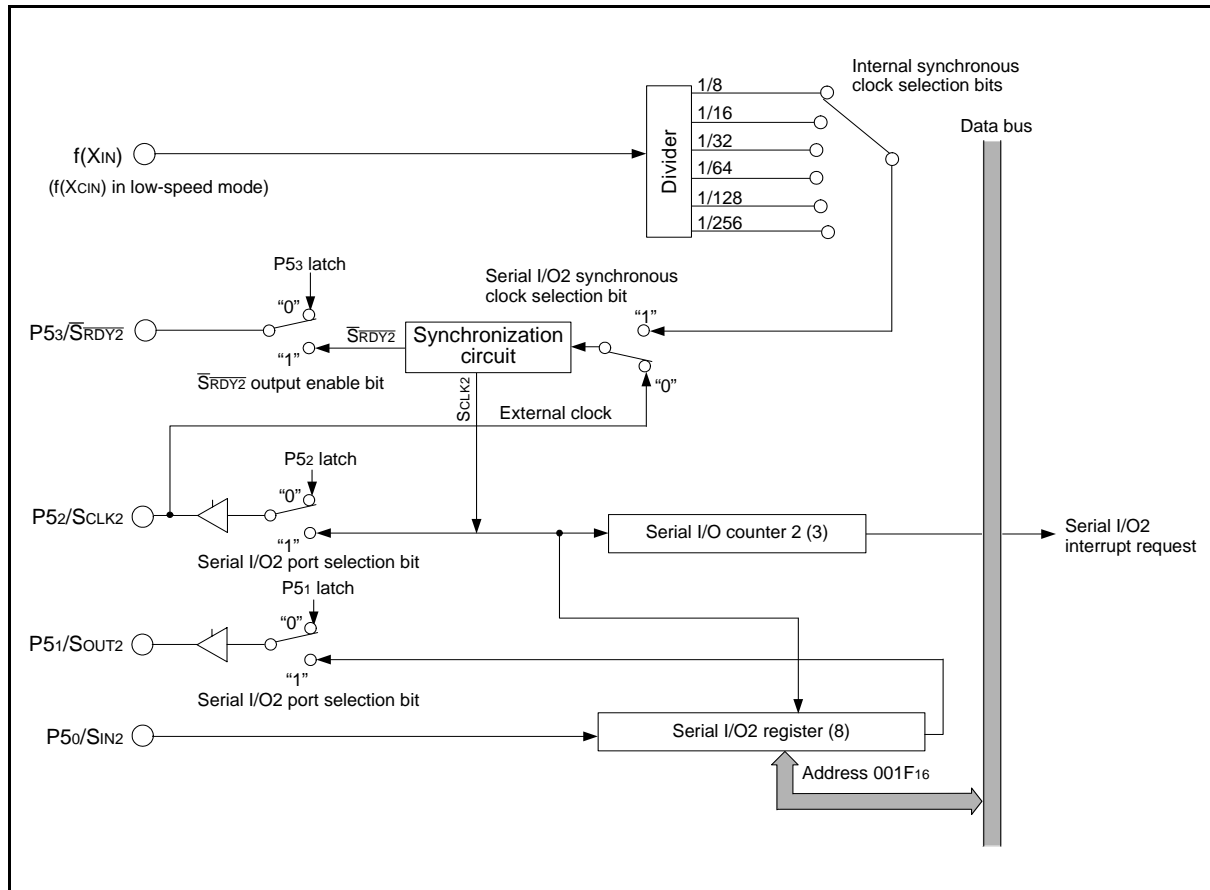 Internal synchronous
clock selection bits
1/8
1/16
1/32
1/64
1/128
1/256
Divider
Data bus
f(XIN)
(f(XCIN) in low-speed mode)
P53 latch
“0”
P53/S̅RDY2
“1”
S̅RDY2
S̅RDY2 output enable bit
Synchronization
circuit
Serial I/O2 synchronous
clock selection bit
“1”
“0”
SCLK2
External clock
P52 latch
“0”
P52/SCLK2
“1”
Serial I/O2 port selection bit
Serial I/O counter 2 (3)
Serial I/O2
interrupt request
P51 latch
“0”
P51/SOUT2
“1”
Serial I/O2 port selection bit
P50/SIN2
Serial I/O2 register (8)
Address 001F16